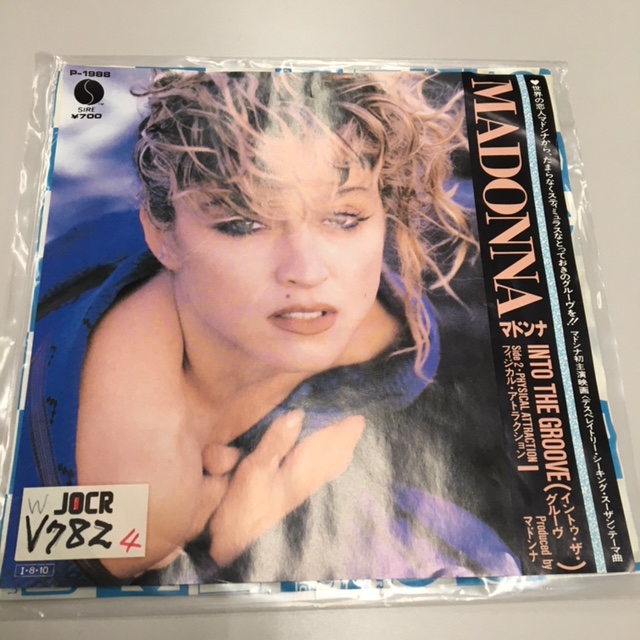 P-1988
SIRE
™
¥700
♥世界の恋人マドンナから、たまらなくスティミュラスなとっておきのグルーヴを!! マドンナ初主演映画〈デスペレイトリー・シーキング・スーザン〉テーマ曲
MADONNA マドンナ
INTO THE GROOVE (イントゥ・ザ・グルーヴ)
Side 2・PHYSICAL ATTRACTION
フィジカル・アトラクション
Produced by マドンナ
W JOCR
V782 4
I・8・10